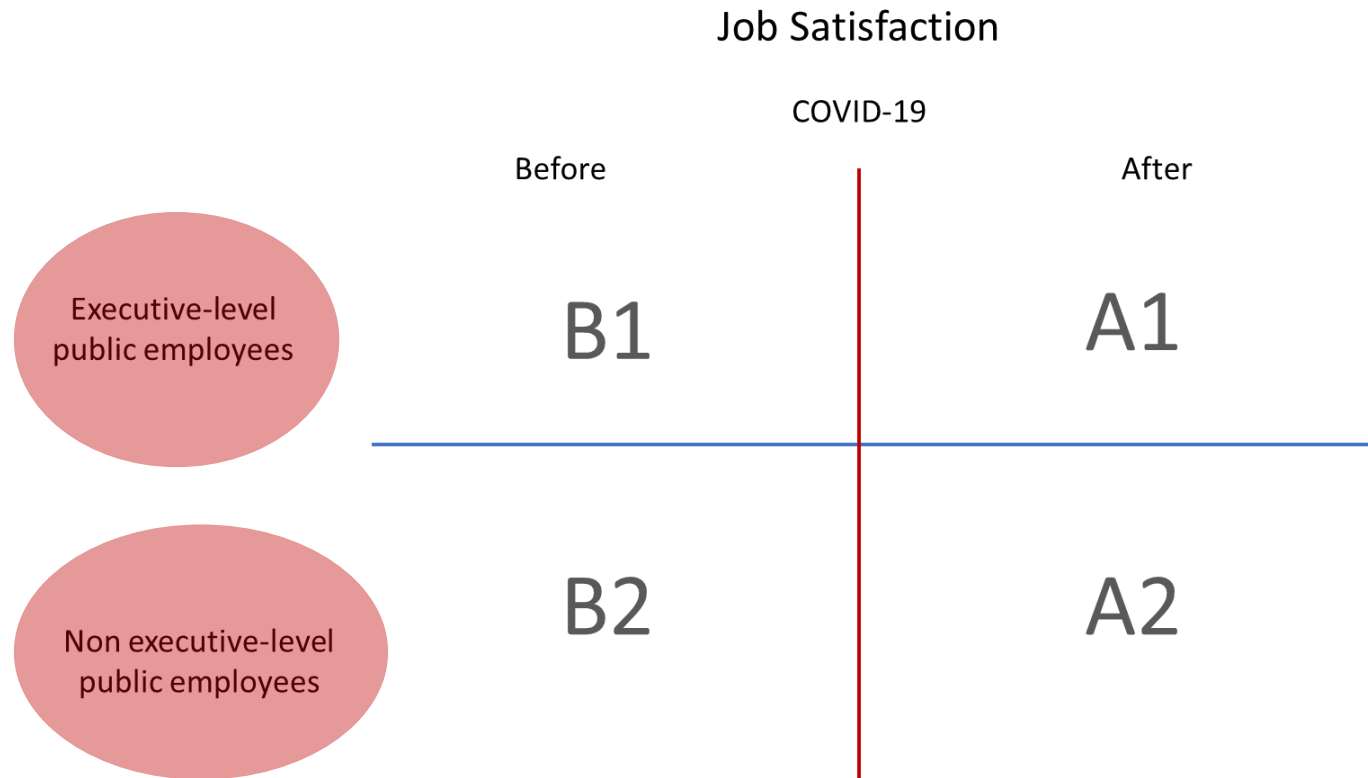 Job Satisfaction
COVID-19
Before
After
Executive-level
public employees
B1
A1
Non executive-level
public employees
B2
A2